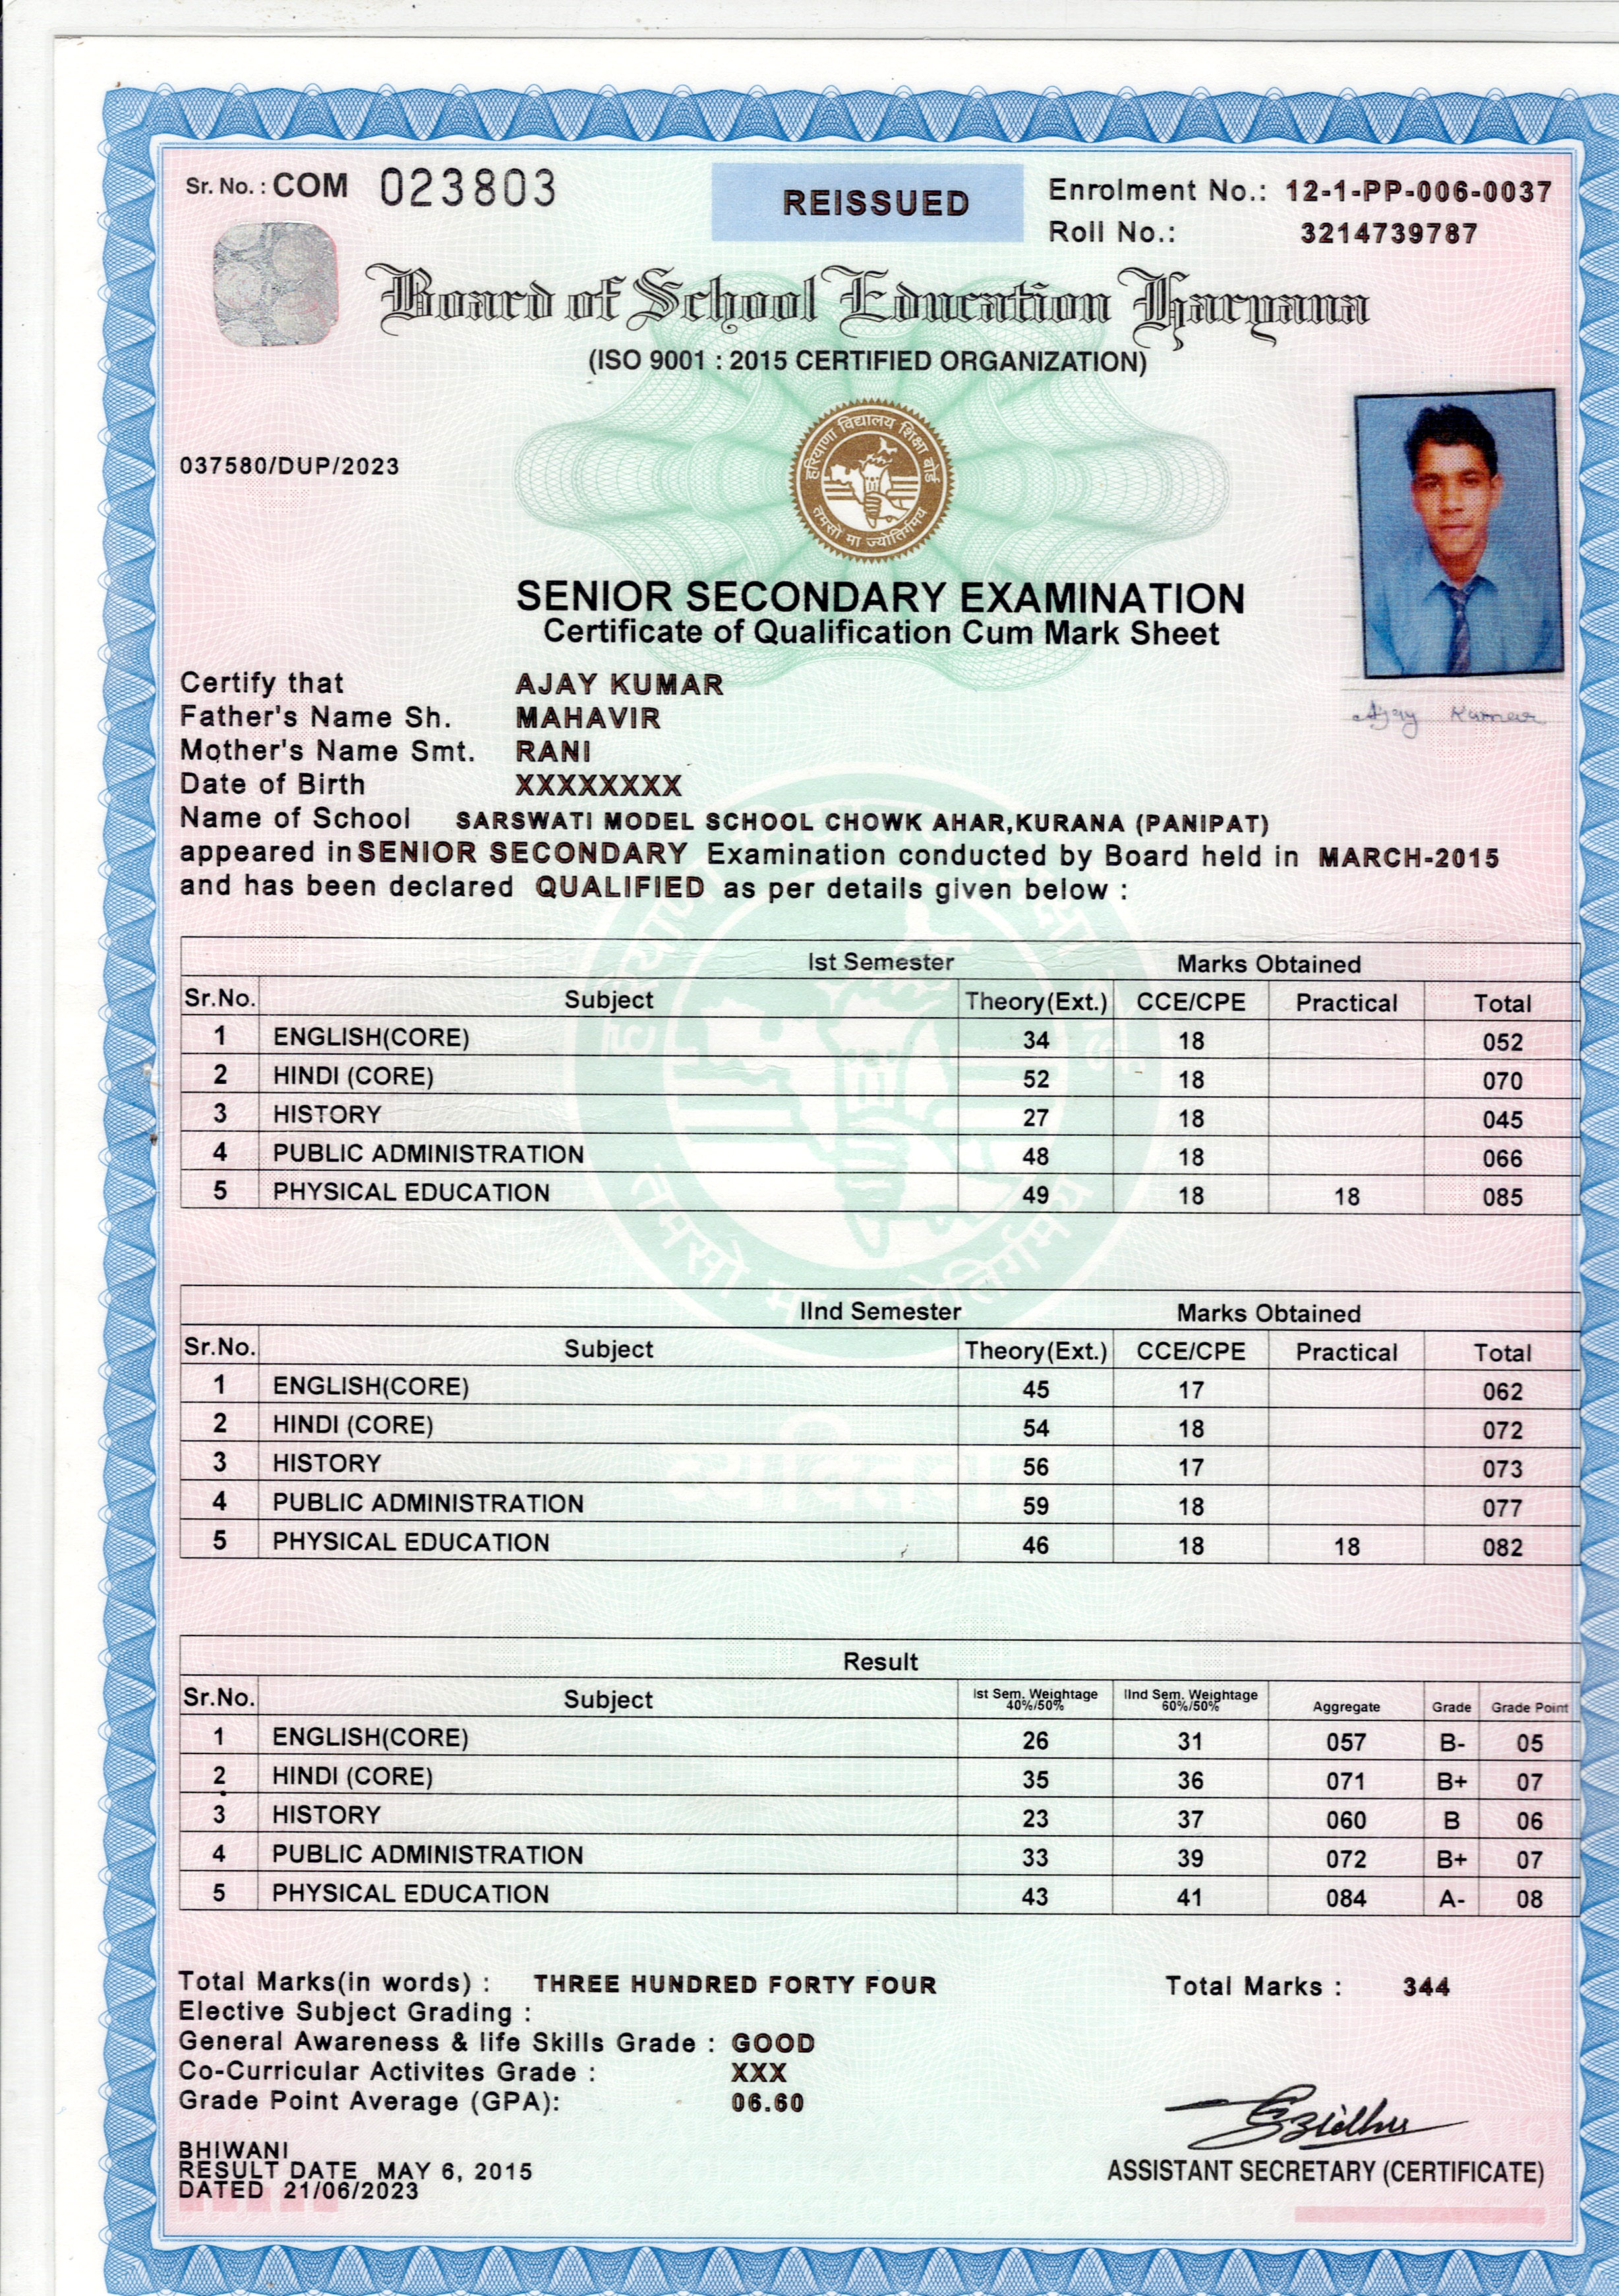 Sr. No. : COM 023803
REISSUED
Enrolment No.: 12-1-PP-006-0037
Roll No.: 3214739787
Board of School Education Haryana
(ISO 9001 : 2015 CERTIFIED ORGANIZATION)
हरियाणा विद्यालय शिक्षा बोर्ड
तमसो मा ज्योतिर्गमय
037580/DUP/2023
SENIOR SECONDARY EXAMINATION
Certificate of Qualification Cum Mark Sheet
Certify that AJAY KUMAR
Father's Name Sh. MAHAVIR
Ajay Kumar
Mother's Name Smt. RANI
Date of Birth XXXXXXXX
Name of School SARSWATI MODEL SCHOOL CHOWK AHAR,KURANA (PANIPAT)
appeared in SENIOR SECONDARY Examination conducted by Board held in MARCH-2015
and has been declared QUALIFIED as per details given below :
Ist Semester Marks Obtained
Sr.No. Subject Theory(Ext.) CCE/CPE Practical Total
1 ENGLISH(CORE) 34 18 052
2 HINDI (CORE) 52 18 070
3 HISTORY 27 18 045
4 PUBLIC ADMINISTRATION 48 18 066
5 PHYSICAL EDUCATION 49 18 18 085
IInd Semester Marks Obtained
Sr.No. Subject Theory(Ext.) CCE/CPE Practical Total
1 ENGLISH(CORE) 45 17 062
2 HINDI (CORE) 54 18 072
3 HISTORY 56 17 073
4 PUBLIC ADMINISTRATION 59 18 077
5 PHYSICAL EDUCATION 46 18 18 082
Result
Sr.No. Subject Ist Sem. Weightage 40%/50% IInd Sem. Weightage 60%/50% Aggregate Grade Grade Point
1 ENGLISH(CORE) 26 31 057 B- 05
2 HINDI (CORE) 35 36 071 B+ 07
3 HISTORY 23 37 060 B 06
4 PUBLIC ADMINISTRATION 33 39 072 B+ 07
5 PHYSICAL EDUCATION 43 41 084 A- 08
Total Marks(in words) : THREE HUNDRED FORTY FOUR Total Marks : 344
Elective Subject Grading :
General Awareness & life Skills Grade : GOOD
Co-Curricular Activites Grade : XXX
Grade Point Average (GPA): 06.60
BHIWANI
RESULT DATE MAY 6, 2015
DATED 21/06/2023
ASSISTANT SECRETARY (CERTIFICATE)